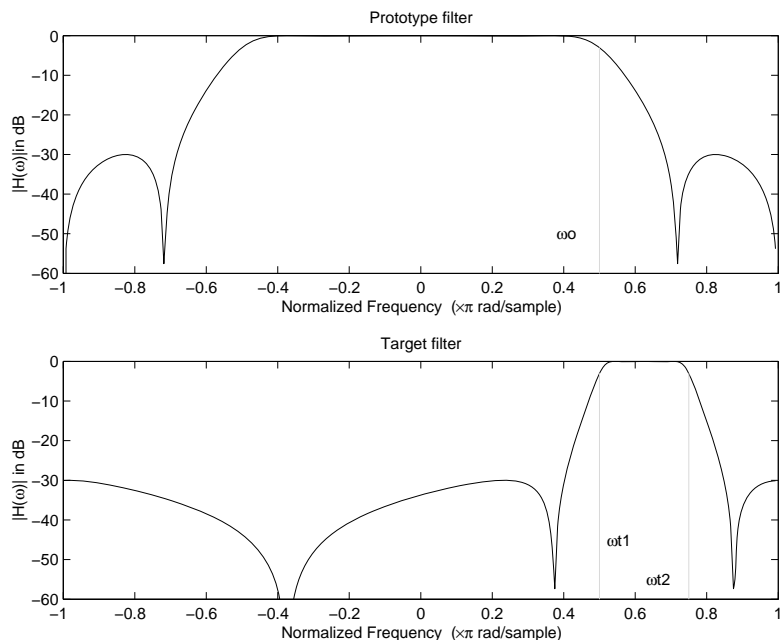 Prototype filter
0
−10
−20
−30
−40
−50
−60
|H(ω)|in dB
ωo
−1 −0.8 −0.6 −0.4 −0.2 0 0.2 0.4 0.6 0.8 1
Normalized Frequency (×π rad/sample)
Target filter
0
−10
−20
−30
−40
−50
−60
|H(ω)| in dB
ωt1
ωt2
−1 −0.8 −0.6 −0.4 −0.2 0 0.2 0.4 0.6 0.8 1
Normalized Frequency (×π rad/sample)